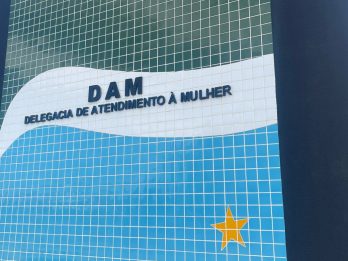 DAM
DELEGACIA DE ATENDIMENTO À MULHER